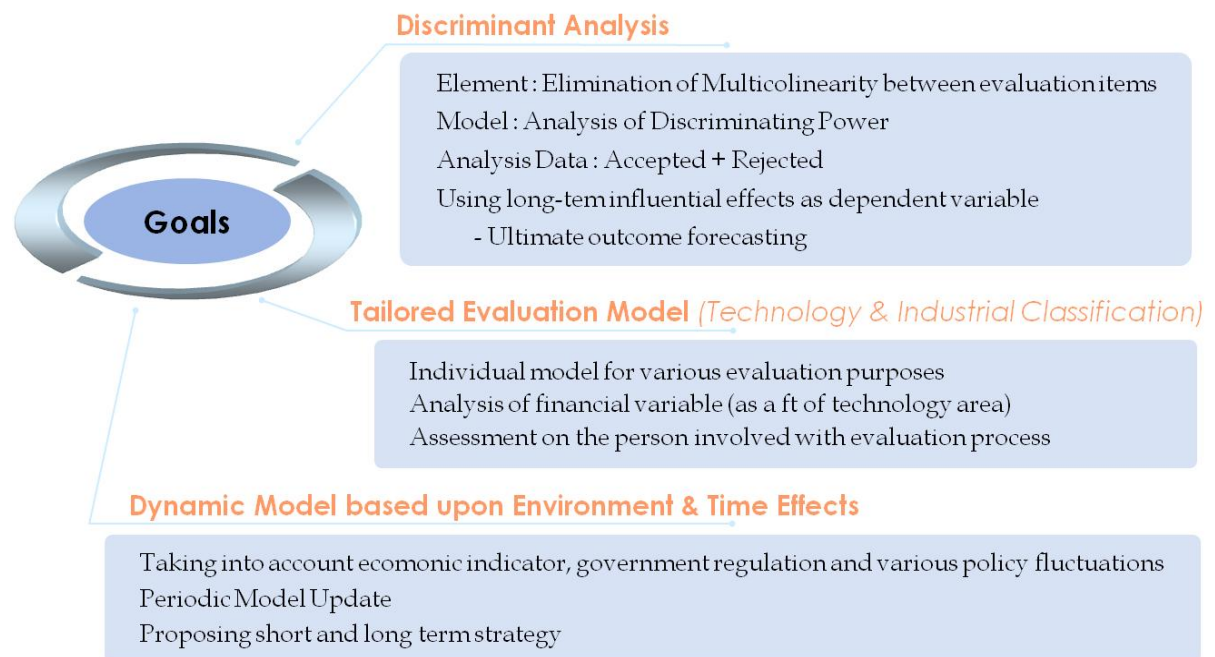 Discriminant Analysis
Element : Elimination of Multicolinearity between evaluation items
Model : Analysis of Discriminating Power
Analysis Data : Accepted + Rejected
Using long-tem influential effects as dependent variable
- Ultimate outcome forecasting
Goals
Tailored Evaluation Model (Technology & Industrial Classification)
Individual model for various evaluation purposes
Analysis of financial variable (as a ft of technology area)
Assessment on the person involved with evaluation process
Dynamic Model based upon Environment & Time Effects
Taking into account ecomonic indicator, government regulation and various policy fluctuations
Periodic Model Update
Proposing short and long term strategy